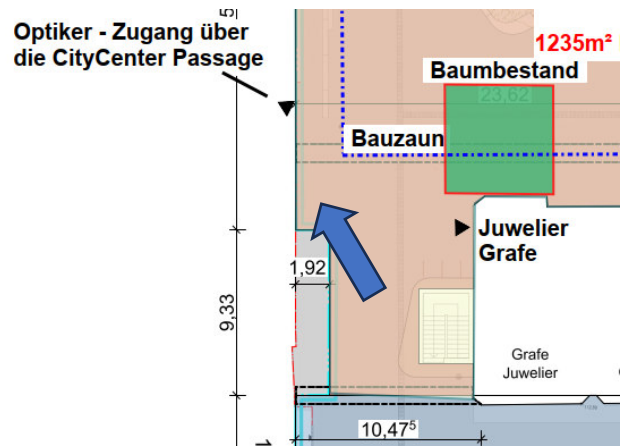 5
Optiker - Zugang über
die CityCenter Passage
1235m²
Baumbestand
23,62
Bauzaun
Juwelier
Grafe
1,92
9,33
Grafe
Juwelier
10,47⁵